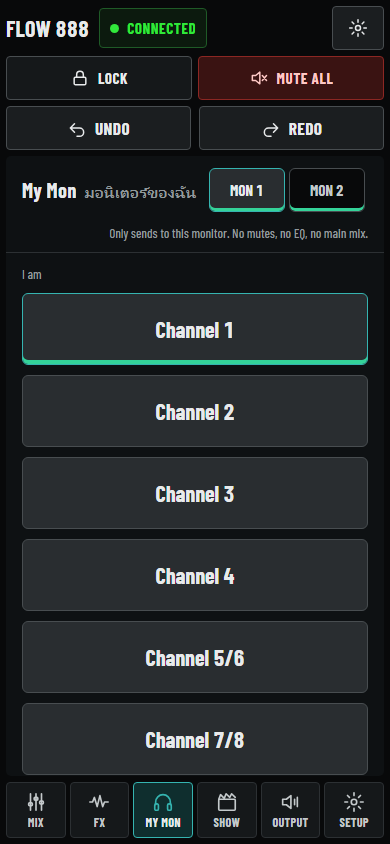 FLOW 888
CONNECTED
LOCK
MUTE ALL
UNDO
REDO
My Mon มอนิเตอร์ของฉัน
MON 1
MON 2
Only sends to this monitor. No mutes, no EQ, no main mix.
I am
Channel 1
Channel 2
Channel 3
Channel 4
Channel 5/6
Channel 7/8
MIX
FX
MY MON
SHOW
OUTPUT
SETUP